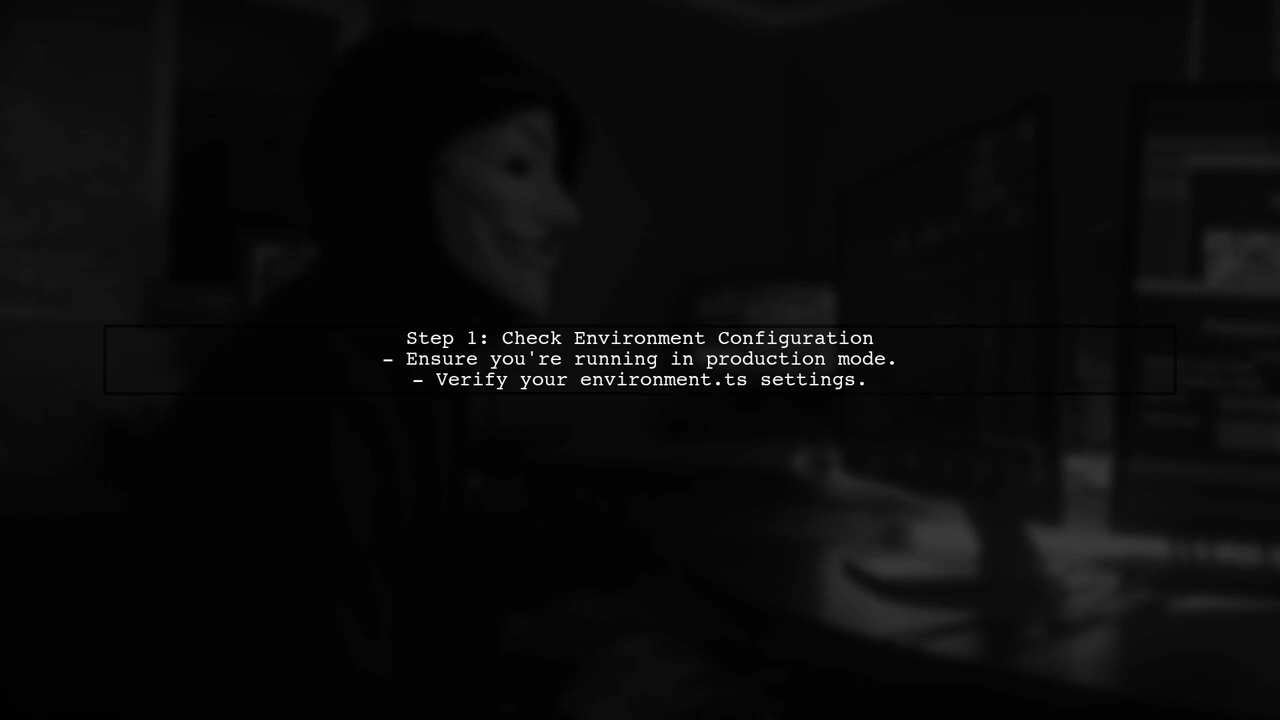 Step 1: Check Environment Configuration
- Ensure you're running in production mode.
- Verify your environment.ts settings.